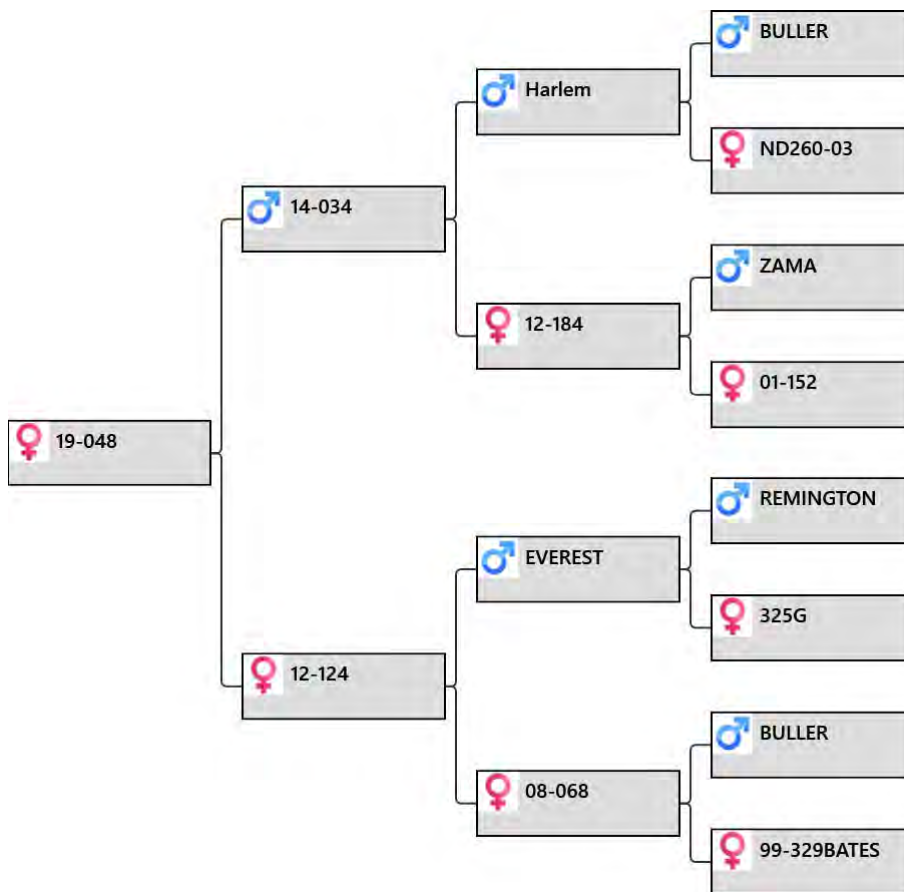 BULLER
Harlem
ND260-03
14-034
ZAMA
12-184
01-152
19-048
REMINGTON
EVEREST
325G
12-124
BULLER
08-068
99-329BATES